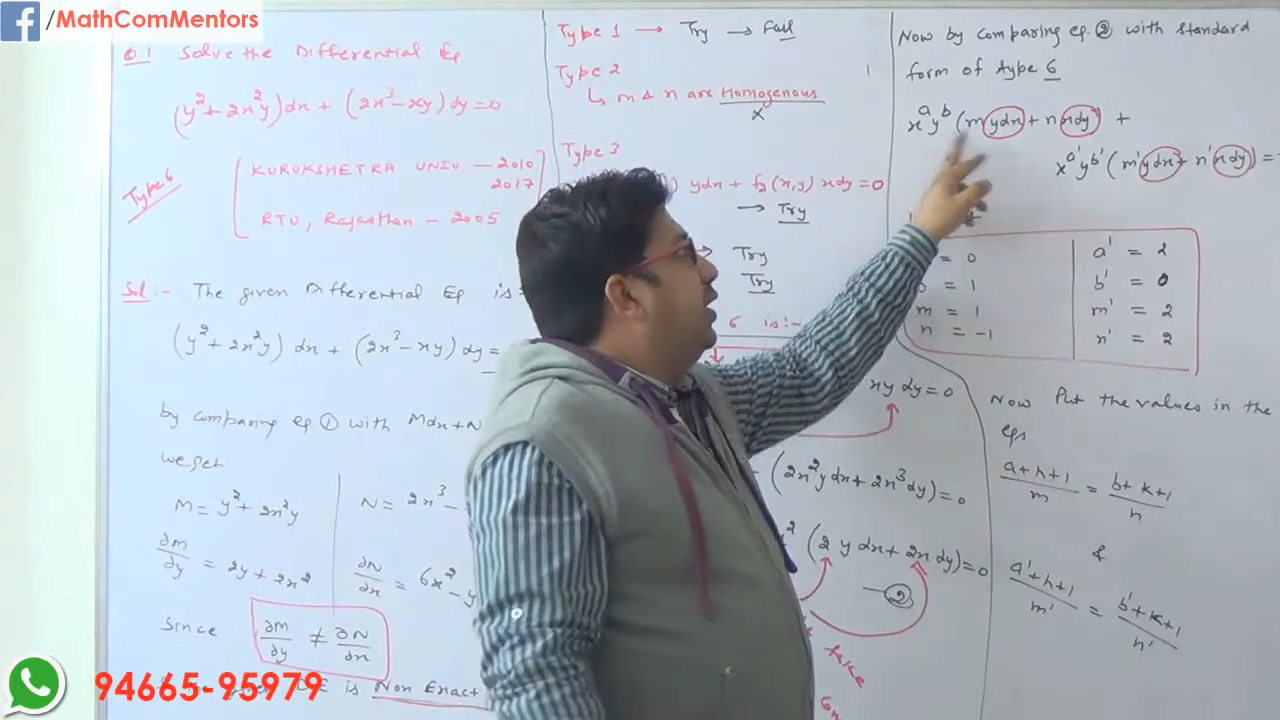 /MathComMentors
Q.1 Solve the Differential Eq
(y²+2x²y)dx + (2x³-xy)dy=0
Type 6
KURUKSHETRA UNIV — 2010
2017
RTU, Rajasthan - 2005
Sol:- The given Differential Eq is:-
(y²+2x²y) dx + (2x³-xy) dy=
by comparing eq ① with Mdx+N
we get
M= y²+2x²y
N= 2x³-
∂M/∂y = 2y+2x²
∂N/∂x = 6x²-y
Since ∂M/∂y ≠ ∂N/∂x
DE is Non Exact
Type 1 → Try → Fail
Type 2
↳ M & N are Homogenous
x
Type 3
ydx + f₂(x,y) xdy=0
→ Try
→ Try
Try
6 is:-
xy dy=0
(2x²ydx+2x³dy)=0
² (2 y dx+2x dy)=0
—②
Now by comparing eq. ② with standard
form of type 6
xᵃyᵇ (mydx+nxdy) +
xᵃ'yᵇ' (m'ydx+n'xdy)=
= 0
= 1
m = 1
n = -1
a' = 2
b' = 0
m' = 2
n' = 2
Now Put the values in the
eqs
(a+h+1)/m = (b+k+1)/n
&
(a'+h+1)/m' = (b'+k+1)/n'
94665-95979